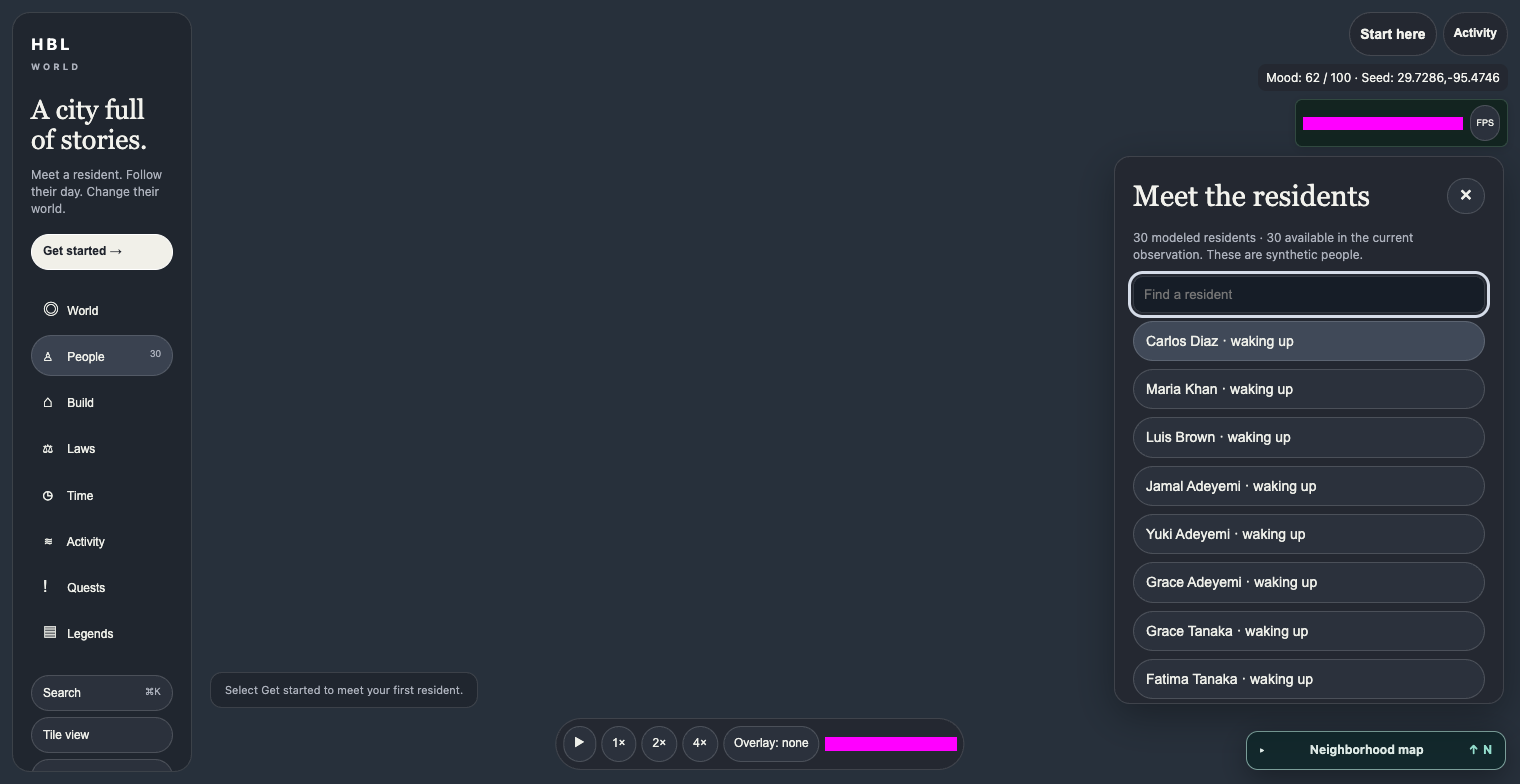 HBL
WORLD
A city full
of stories.
Meet a resident. Follow
their day. Change their
world.
Get started →
World
People 30
Build
Laws
Time
Activity
Quests
Legends
Search ⌘K
Tile view
Select Get started to meet your first resident.
1×
2×
4×
Overlay: none
Start here
Activity
Mood: 62 / 100 · Seed: 29.7286,-95.4746
FPS
Meet the residents
30 modeled residents · 30 available in the current
observation. These are synthetic people.
Find a resident
Carlos Diaz · waking up
Maria Khan · waking up
Luis Brown · waking up
Jamal Adeyemi · waking up
Yuki Adeyemi · waking up
Grace Adeyemi · waking up
Grace Tanaka · waking up
Fatima Tanaka · waking up
Neighborhood map ↑ N